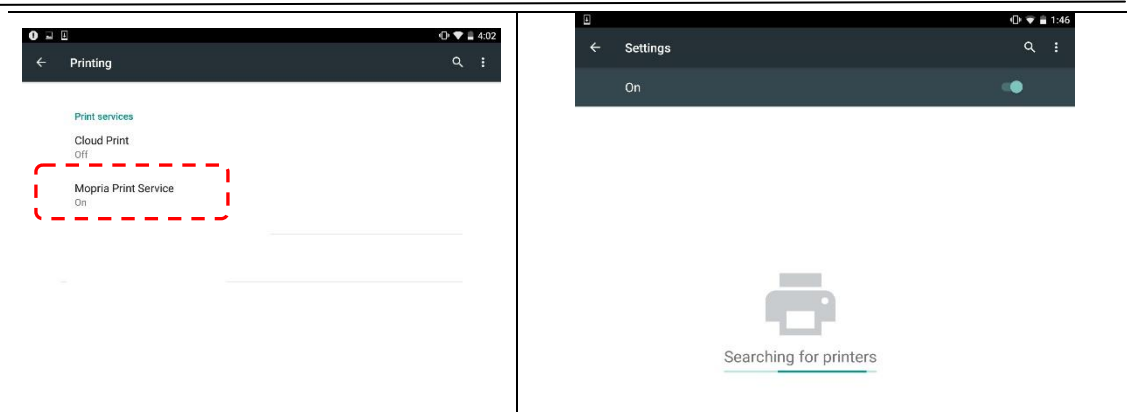 4:02
Printing
Print services
Cloud Print
Off
Mopria Print Service
On
1:46
Settings
On
Searching for printers